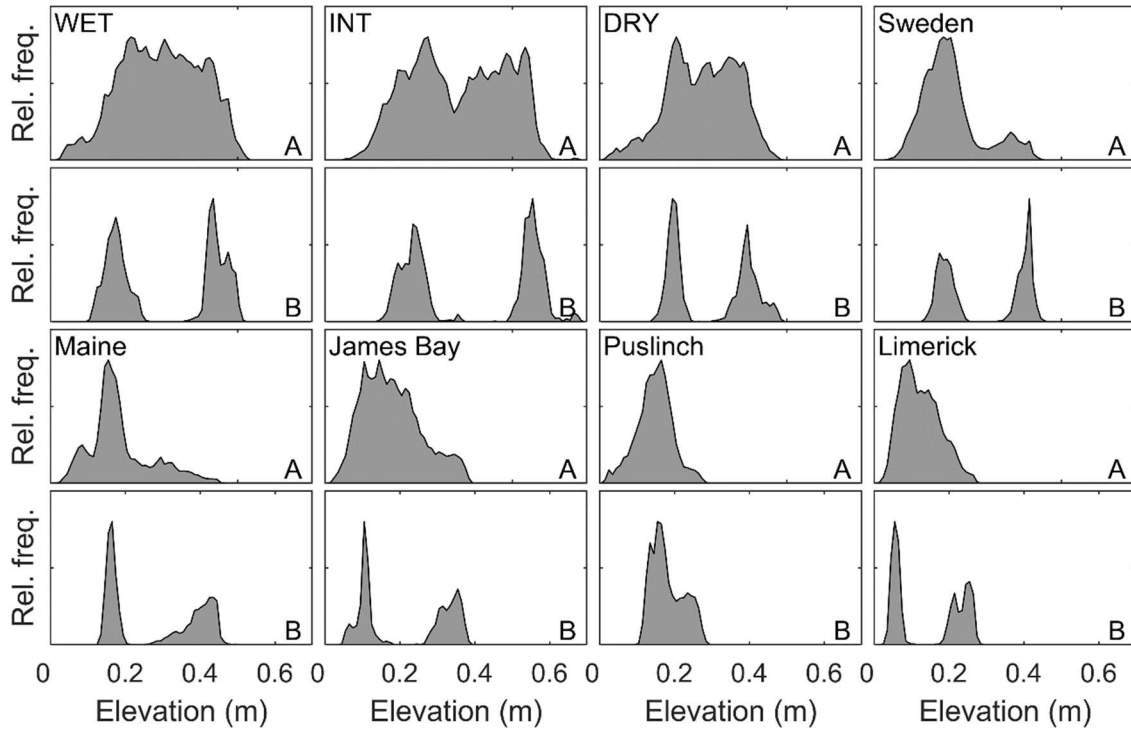 WET INT DRY Sweden
Rel. freq.
A A A A
Rel. freq.
B B B B
Maine James Bay Puslinch Limerick
Rel. freq.
A A A A
Rel. freq.
B B B B
0 0.2 0.4 0.6 0 0.2 0.4 0.6 0 0.2 0.4 0.6 0 0.2 0.4 0.6
Elevation (m) Elevation (m) Elevation (m) Elevation (m)